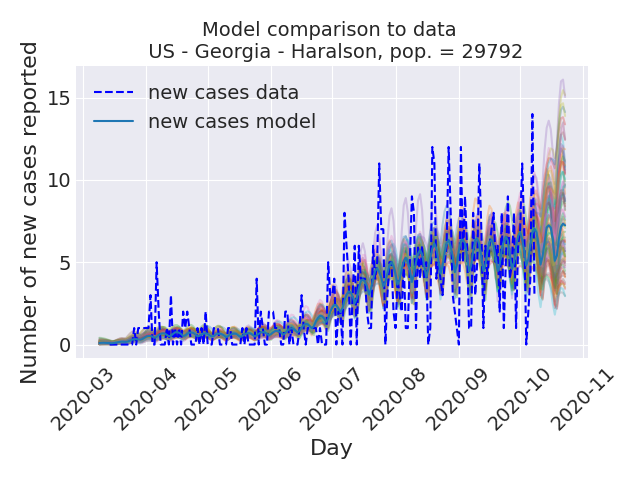 Model comparison to data
US - Georgia - Haralson, pop. = 29792
Number of new cases reported
new cases data
new cases model
15
10
5
0
2020-03
2020-04
2020-05
2020-06
2020-07
2020-08
2020-09
2020-10
2020-11
Day